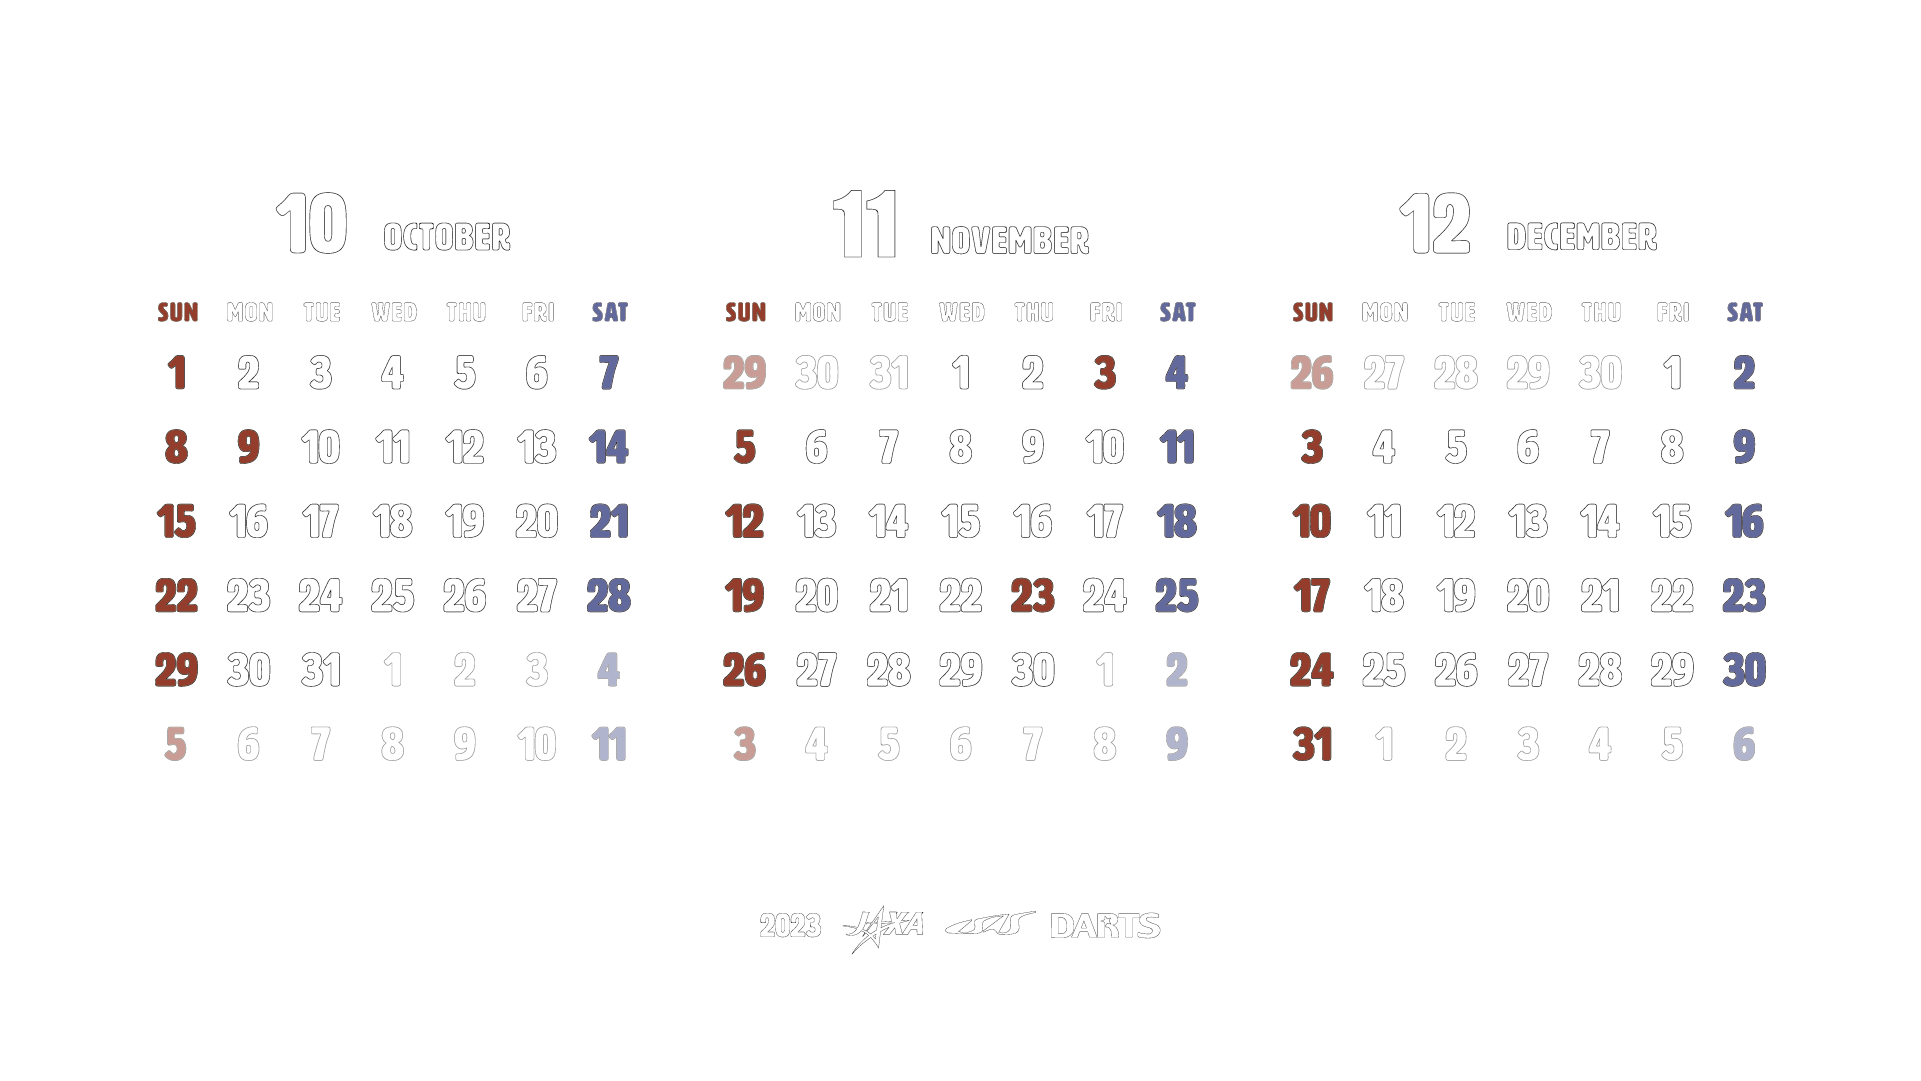 10 OCTOBER
SUN MON TUE WED THU FRI SAT
1 2 3 4 5 6 7
8 9 10 11 12 13 14
15 16 17 18 19 20 21
22 23 24 25 26 27 28
29 30 31 1 2 3 4
5 6 7 8 9 10 11
11 NOVEMBER
SUN MON TUE WED THU FRI SAT
29 30 31 1 2 3 4
5 6 7 8 9 10 11
12 13 14 15 16 17 18
19 20 21 22 23 24 25
26 27 28 29 30 1 2
3 4 5 6 7 8 9
12 DECEMBER
SUN MON TUE WED THU FRI SAT
26 27 28 29 30 1 2
3 4 5 6 7 8 9
10 11 12 13 14 15 16
17 18 19 20 21 22 23
24 25 26 27 28 29 30
31 1 2 3 4 5 6
2023 JAXA ISAS DARTS